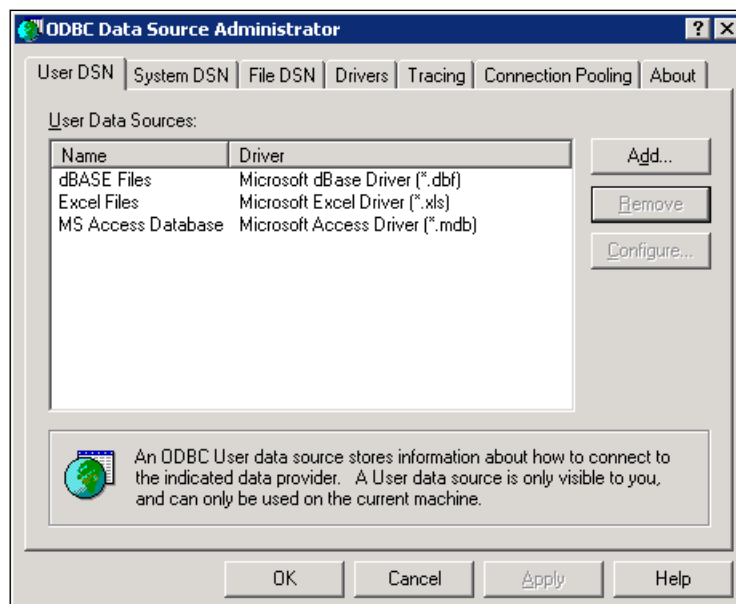 ODBC Data Source Administrator
User DSN System DSN File DSN Drivers Tracing Connection Pooling About
User Data Sources:
Name Driver
dBASE Files Microsoft dBase Driver (*.dbf)
Excel Files Microsoft Excel Driver (*.xls)
MS Access Database Microsoft Access Driver (*.mdb)
Add...
Remove
Configure...
An ODBC User data source stores information about how to connect to
the indicated data provider. A User data source is only visible to you,
and can only be used on the current machine.
OK Cancel Apply Help